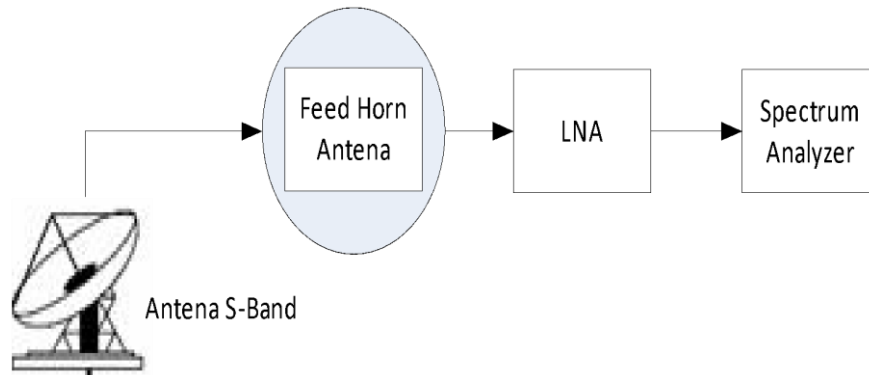 Feed Horn
Antena
LNA
Spectrum
Analyzer
Antena S-Band